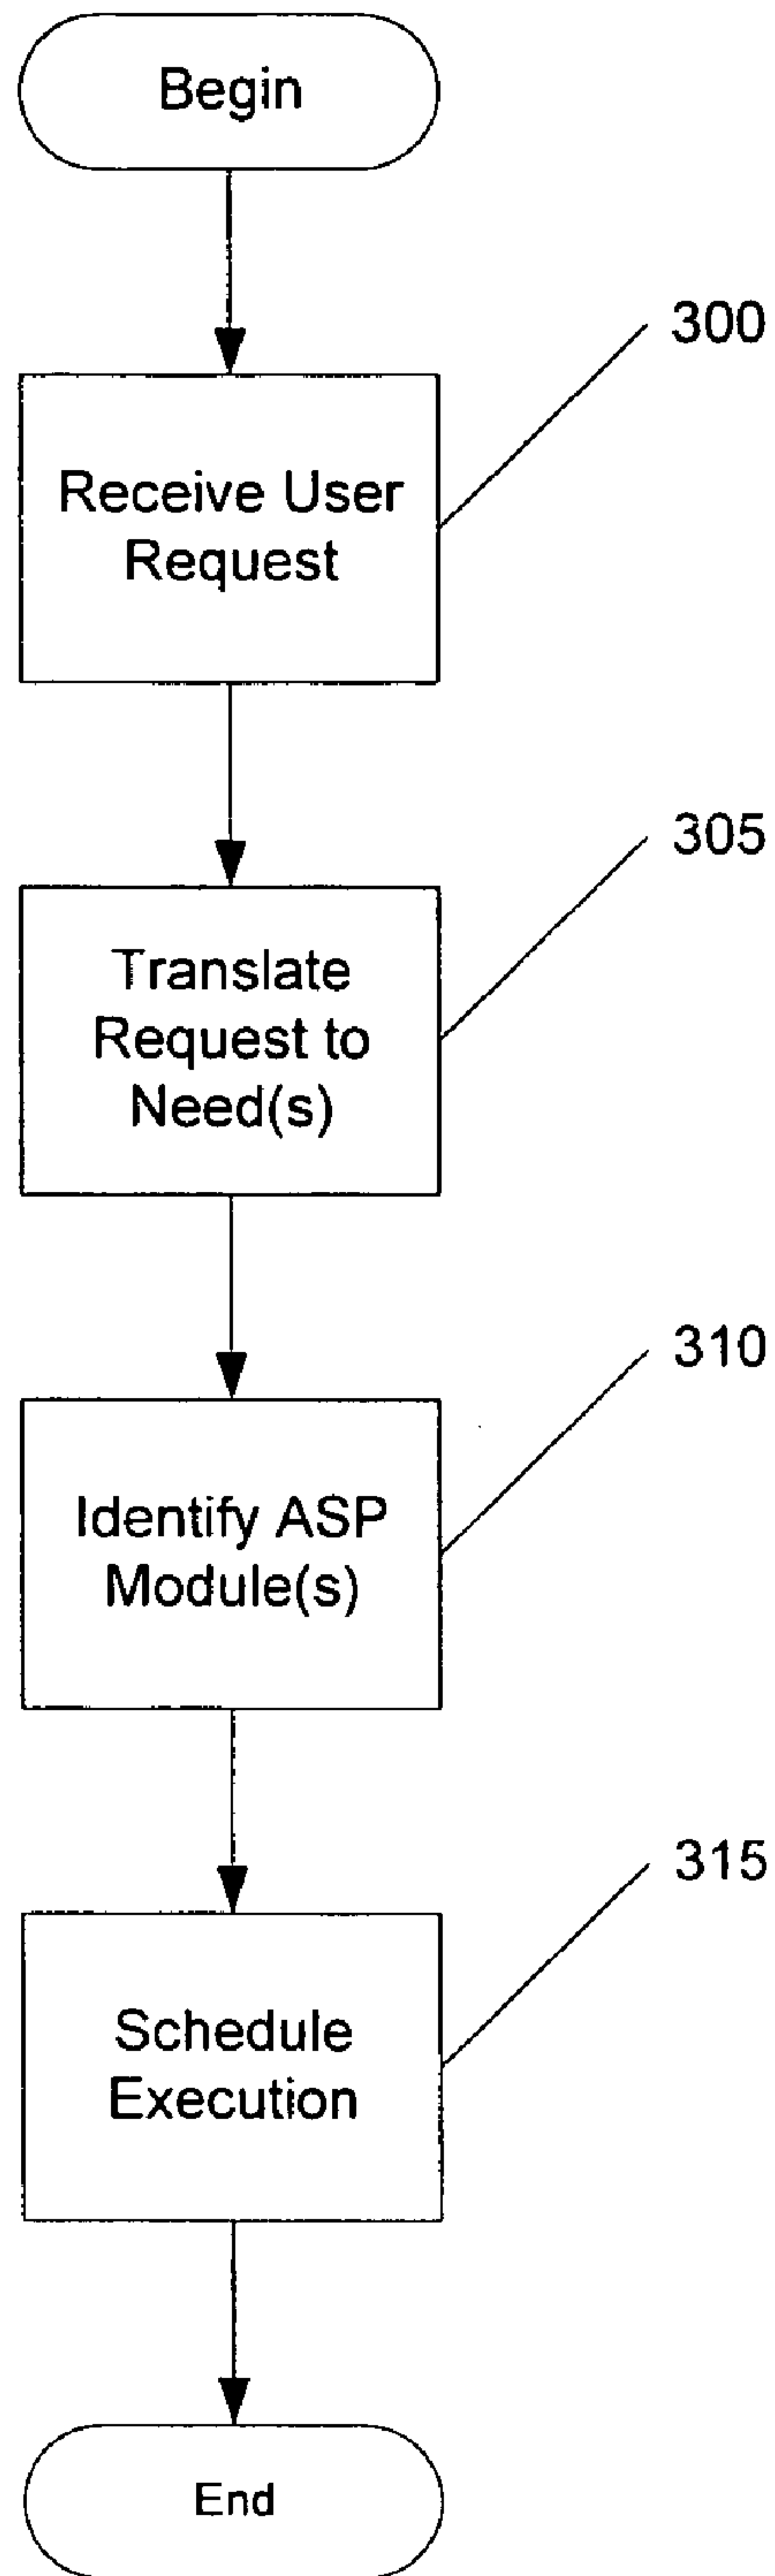 Begin
300
Receive User
Request
305
Translate
Request to
Need(s)
310
Identify ASP
Module(s)
315
Schedule
Execution
End